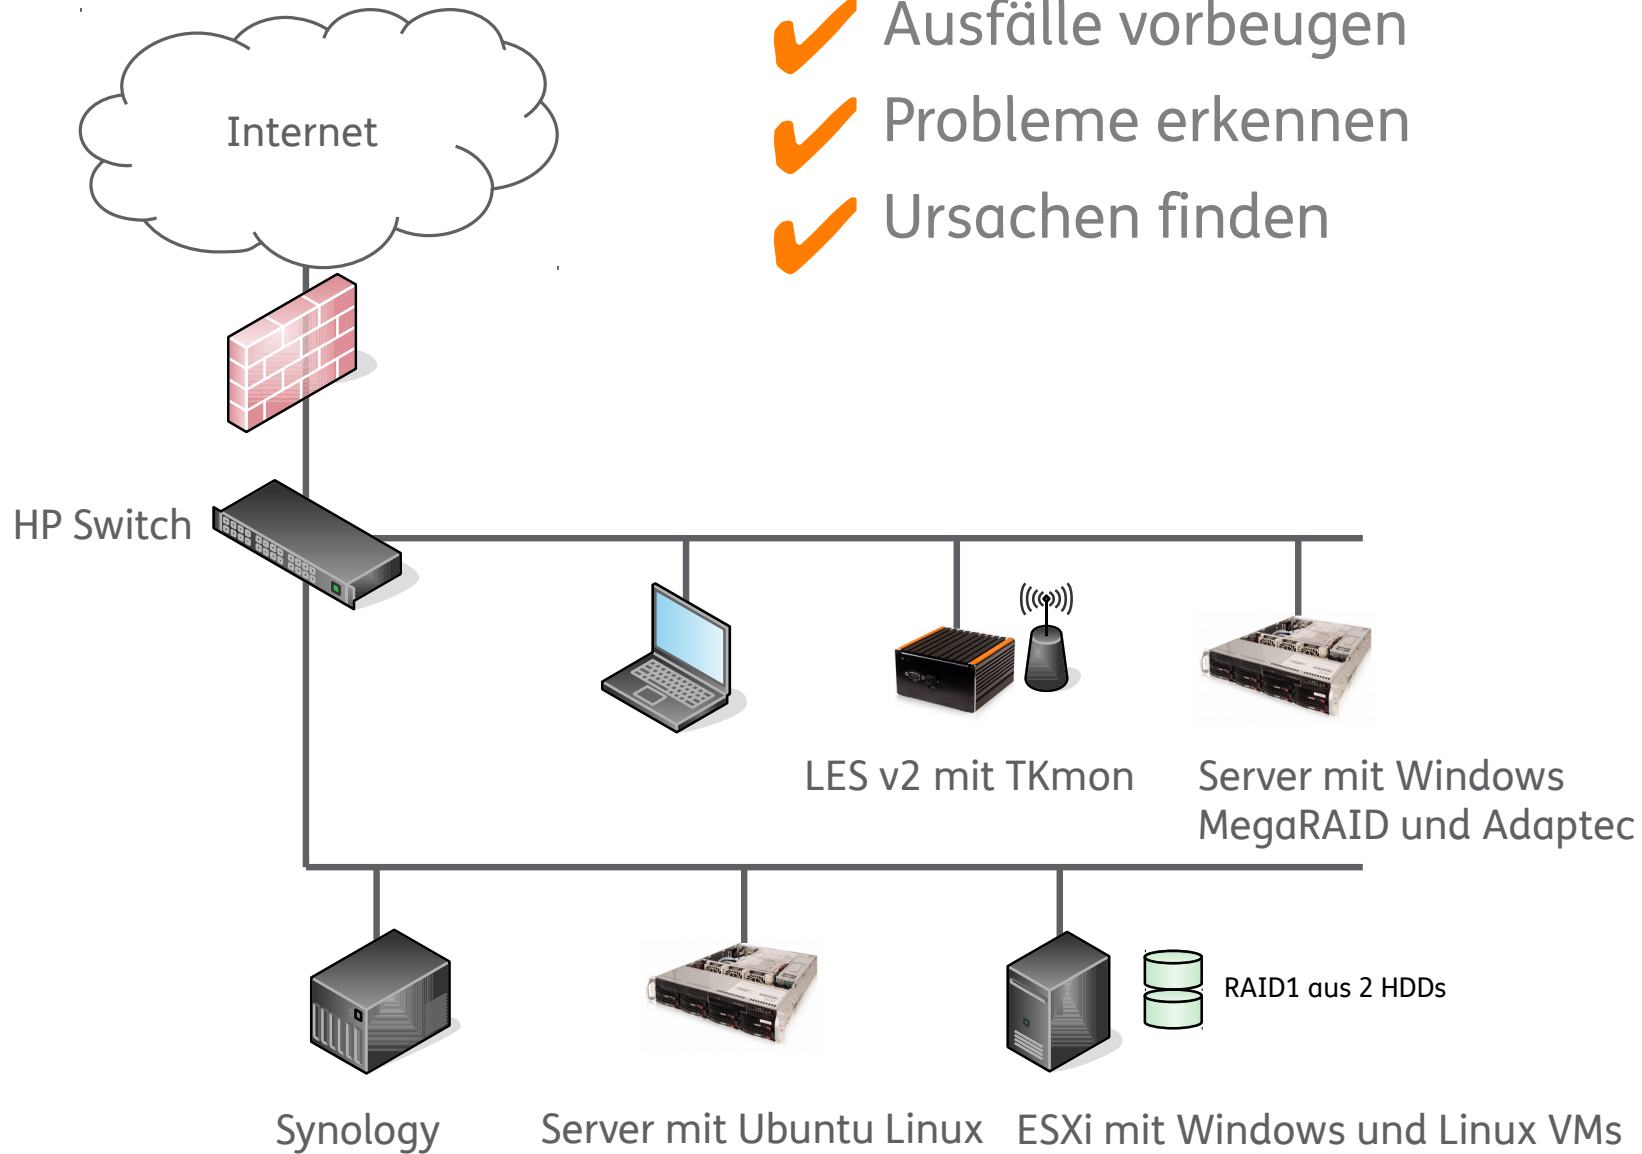 Ausfälle vorbeugen
Probleme erkennen
Ursachen finden
Internet
HP Switch
LES v2 mit TKmon
Server mit Windows
MegaRAID und Adaptec
RAID1 aus 2 HDDs
Synology
Server mit Ubuntu Linux
ESXi mit Windows und Linux VMs